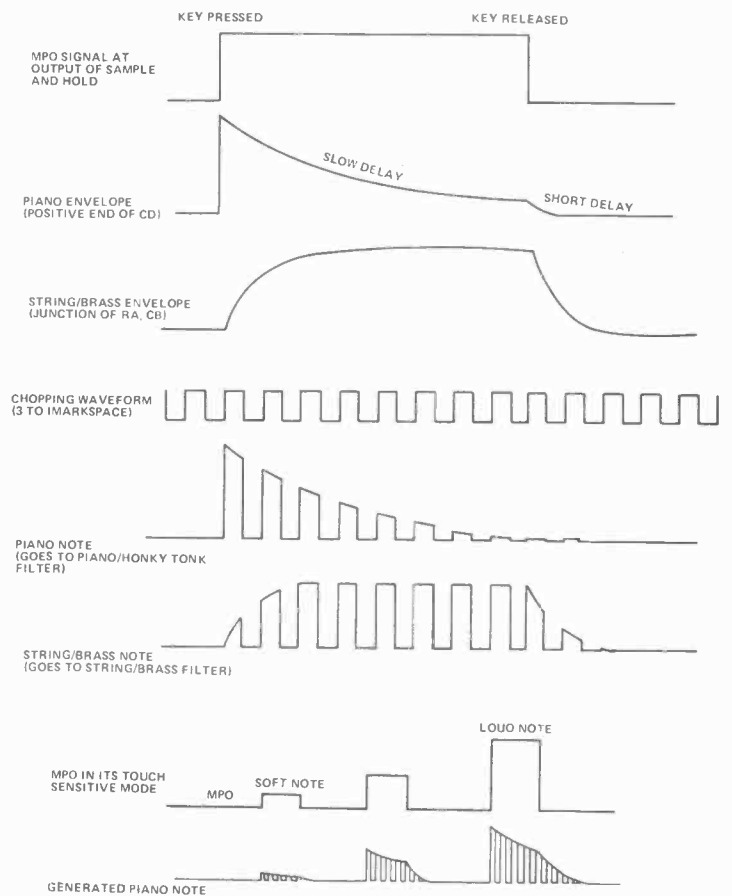 KEY PRESSED
KEY RELEASED
MPO SIGNAL AT
OUTPUT OF SAMPLE
AND HOLD
SLOW DELAY
PIANO ENVELOPE
(POSITIVE END OF CD)
SHORT DELAY
STRING/BRASS ENVELOPE
(JUNCTION OF RA, CB)
CHOPPING WAVEFORM
(3 TO IMARKSPACE)
PIANO NOTE
(GOES TO PIANO/HONKY TONK
FILTER)
STRING/BRASS NOTE
(GOES TO STRING/BRASS FILTER)
LOUD NOTE
MPO IN ITS TOUCH
SENSITIVE MODE
MPO
SOFT NOTE
GENERATED PIANO NOTE